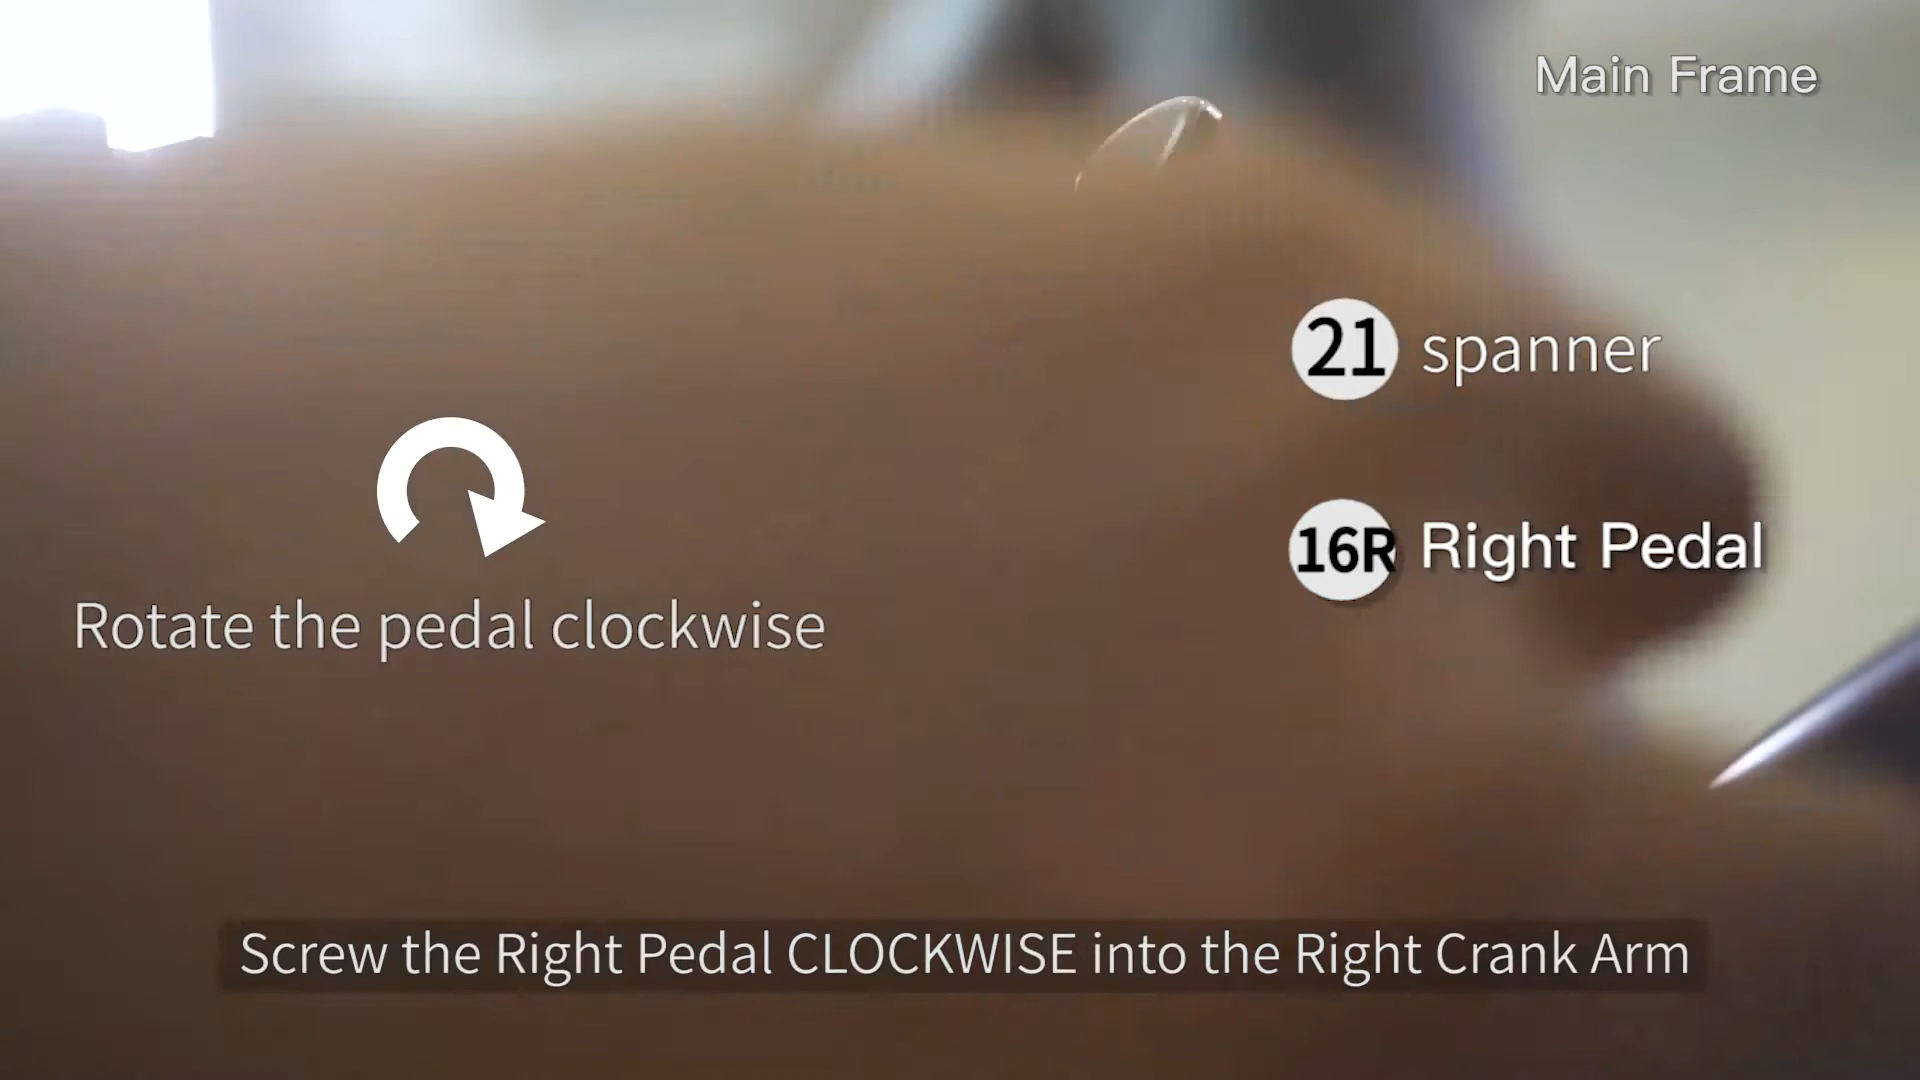 Main Frame
21 spanner
16R Right Pedal
Rotate the pedal clockwise
Screw the Right Pedal CLOCKWISE into the Right Crank Arm